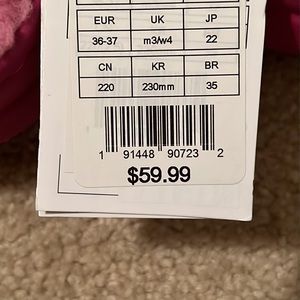 EUR UK JP
36-37 m3/w4 22
CN KR BR
220 230mm 35
1 91448 90723 2
$59.99